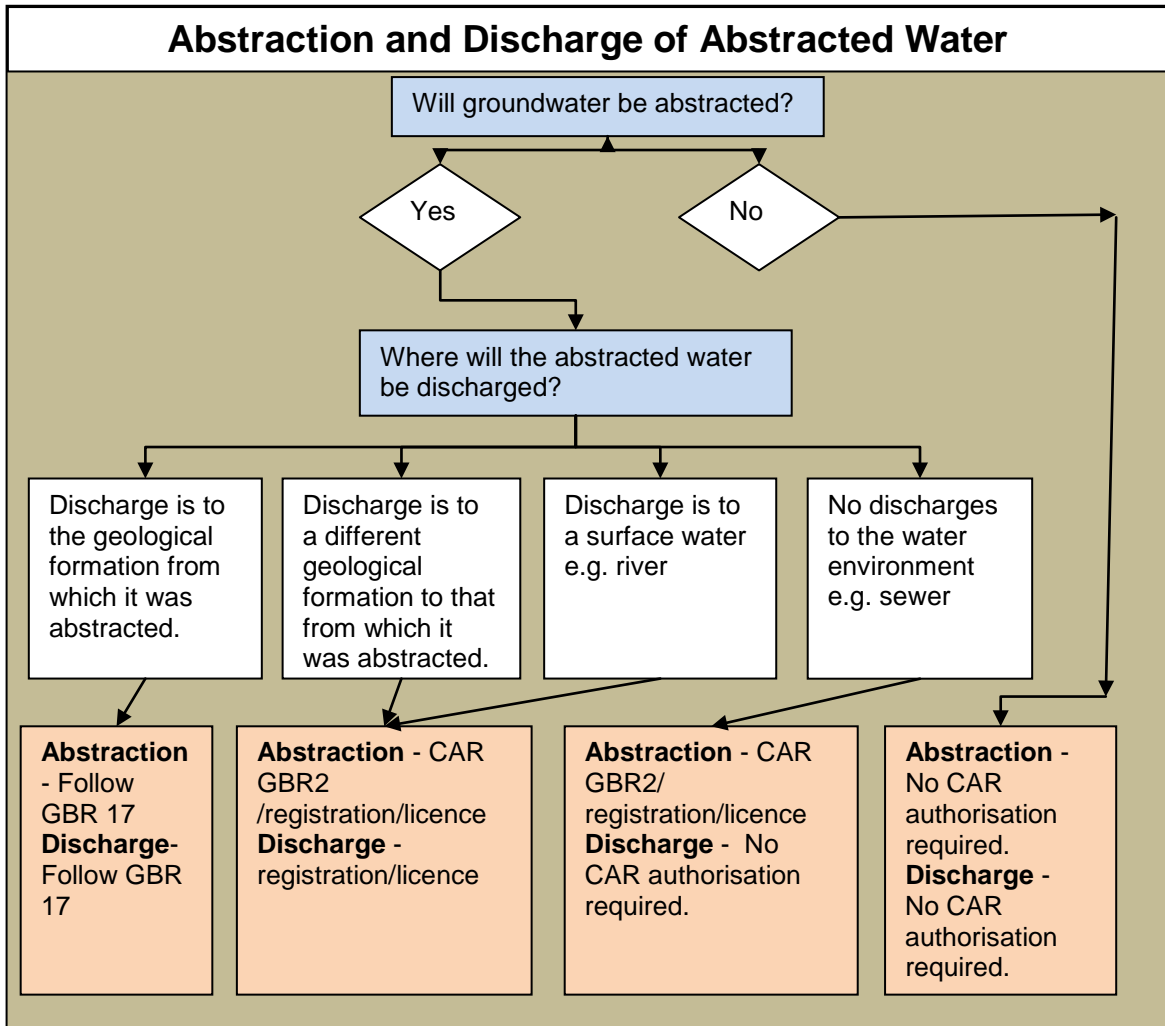 Abstraction and Discharge of Abstracted Water
Will groundwater be abstracted?
Yes
No
Where will the abstracted water
be discharged?
Discharge is to
the geological
formation from
which it was
abstracted.
Discharge is to
a different
geological
formation to that
from which it
was abstracted.
Discharge is to
a surface water
e.g. river
No discharges
to the water
environment
e.g. sewer
Abstraction
- Follow
GBR 17
Discharge-
Follow GBR
17
Abstraction - CAR
GBR2
/registration/licence
Discharge -
registration/licence
Abstraction - CAR
GBR2/
registration/licence
Discharge - No
CAR authorisation
required.
Abstraction -
No CAR
authorisation
required.
Discharge -
No CAR
authorisation
required.